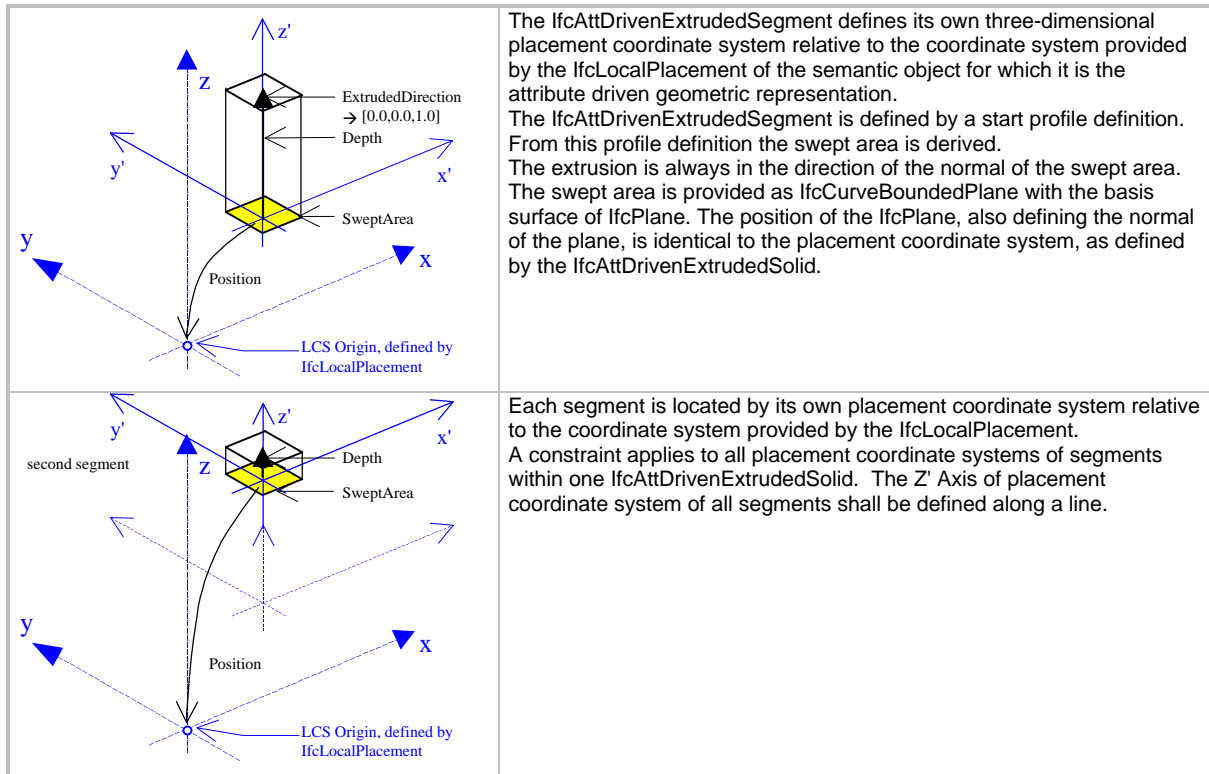 z'
z
ExtrudedDirection
→ [0.0,0.0,1.0]
Depth
y'
x'
SweptArea
y
x
Position
LCS Origin, defined by
IfcLocalPlacement
The IfcAttDrivenExtrudedSegment defines its own three-dimensional
placement coordinate system relative to the coordinate system provided
by the IfcLocalPlacement of the semantic object for which it is the
attribute driven geometric representation.
The IfcAttDrivenExtrudedSegment is defined by a start profile definition.
From this profile definition the swept area is derived.
The extrusion is always in the direction of the normal of the swept area.
The swept area is provided as IfcCurveBoundedPlane with the basis
surface of IfcPlane. The position of the IfcPlane, also defining the normal
of the plane, is identical to the placement coordinate system, as defined
by the IfcAttDrivenExtrudedSolid.
z'
y'
x'
second segment
z
Depth
SweptArea
y
x
Position
LCS Origin, defined by
IfcLocalPlacement
Each segment is located by its own placement coordinate system relative
to the coordinate system provided by the IfcLocalPlacement.
A constraint applies to all placement coordinate systems of segments
within one IfcAttDrivenExtrudedSolid. The Z' Axis of placement
coordinate system of all segments shall be defined along a line.